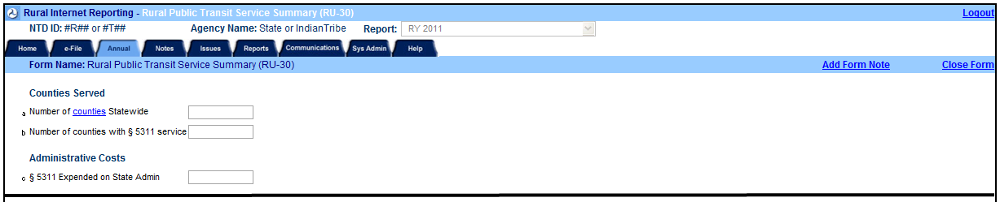 Rural Internet Reporting - Rural Public Transit Service Summary (RU-30) Logout
NTD ID: #R## or #T## Agency Name: State or IndianTribe Report: RY 2011
Home e-File Annual Notes Issues Reports Communications Sys Admin Help
Form Name: Rural Public Transit Service Summary (RU-30) Add Form Note Close Form
Counties Served
a Number of counties Statewide
b Number of counties with § 5311 service
Administrative Costs
c § 5311 Expended on State Admin